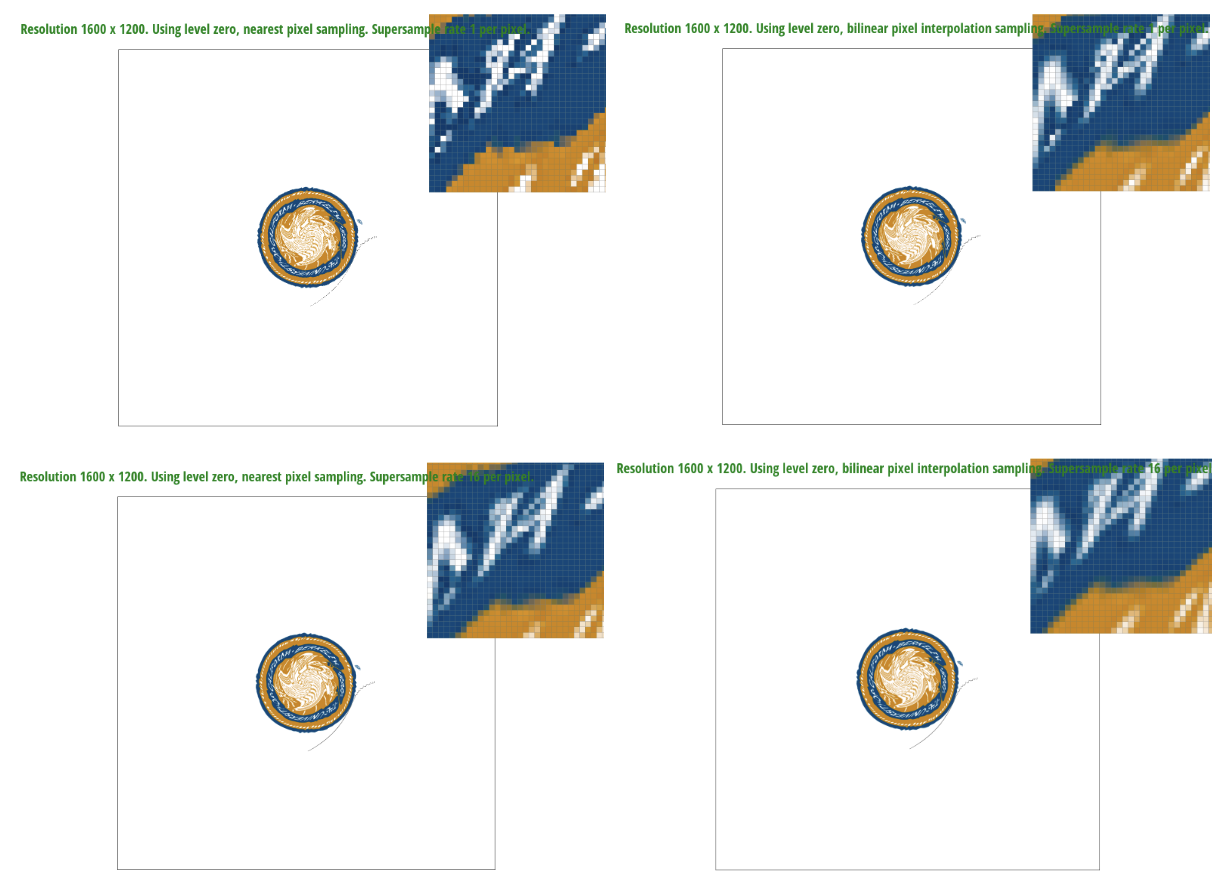 Resolution 1600 x 1200. Using level zero, nearest pixel sampling. Supersample rate 1 per pixel.
Resolution 1600 x 1200. Using level zero, bilinear pixel interpolation sampling. Supersample rate 1 per pixel.
Resolution 1600 x 1200. Using level zero, nearest pixel sampling. Supersample rate 16 per pixel.
Resolution 1600 x 1200. Using level zero, bilinear pixel interpolation sampling. Supersample rate 16 per pixel